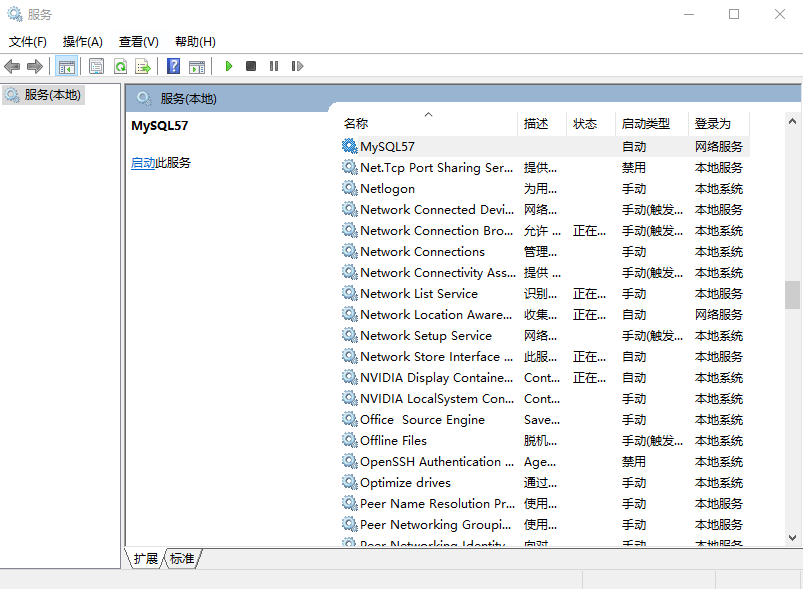 服务
文件(F) 操作(A) 查看(V) 帮助(H)
服务(本地)
服务(本地)
MySQL57
启动此服务
名称 描述 状态 启动类型 登录为
MySQL57 自动 网络服务
Net.Tcp Port Sharing Ser... 提供... 禁用 本地服务
Netlogon 为用... 手动 本地系统
Network Connected Devi... 网络... 手动(触发... 本地服务
Network Connection Bro... 允许 ... 正在... 手动(触发... 本地系统
Network Connections 管理... 手动 本地系统
Network Connectivity Ass... 提供 ... 手动(触发... 本地系统
Network List Service 识别... 正在... 手动 本地服务
Network Location Aware... 收集... 正在... 自动 网络服务
Network Setup Service 网络... 手动(触发... 本地系统
Network Store Interface ... 此服... 正在... 自动 本地服务
NVIDIA Display Containe... Cont... 正在... 自动 本地系统
NVIDIA LocalSystem Con... Cont... 手动 本地系统
Office  Source Engine Save... 手动 本地系统
Offline Files 脱机... 手动(触发... 本地系统
OpenSSH Authentication ... Age... 禁用 本地系统
Optimize drives 通过... 手动 本地系统
Peer Name Resolution Pr... 使用... 手动 本地服务
Peer Networking Groupi... 使用... 手动 本地服务
Peer Networking Identity 向对 手动 本地服务
扩展 标准